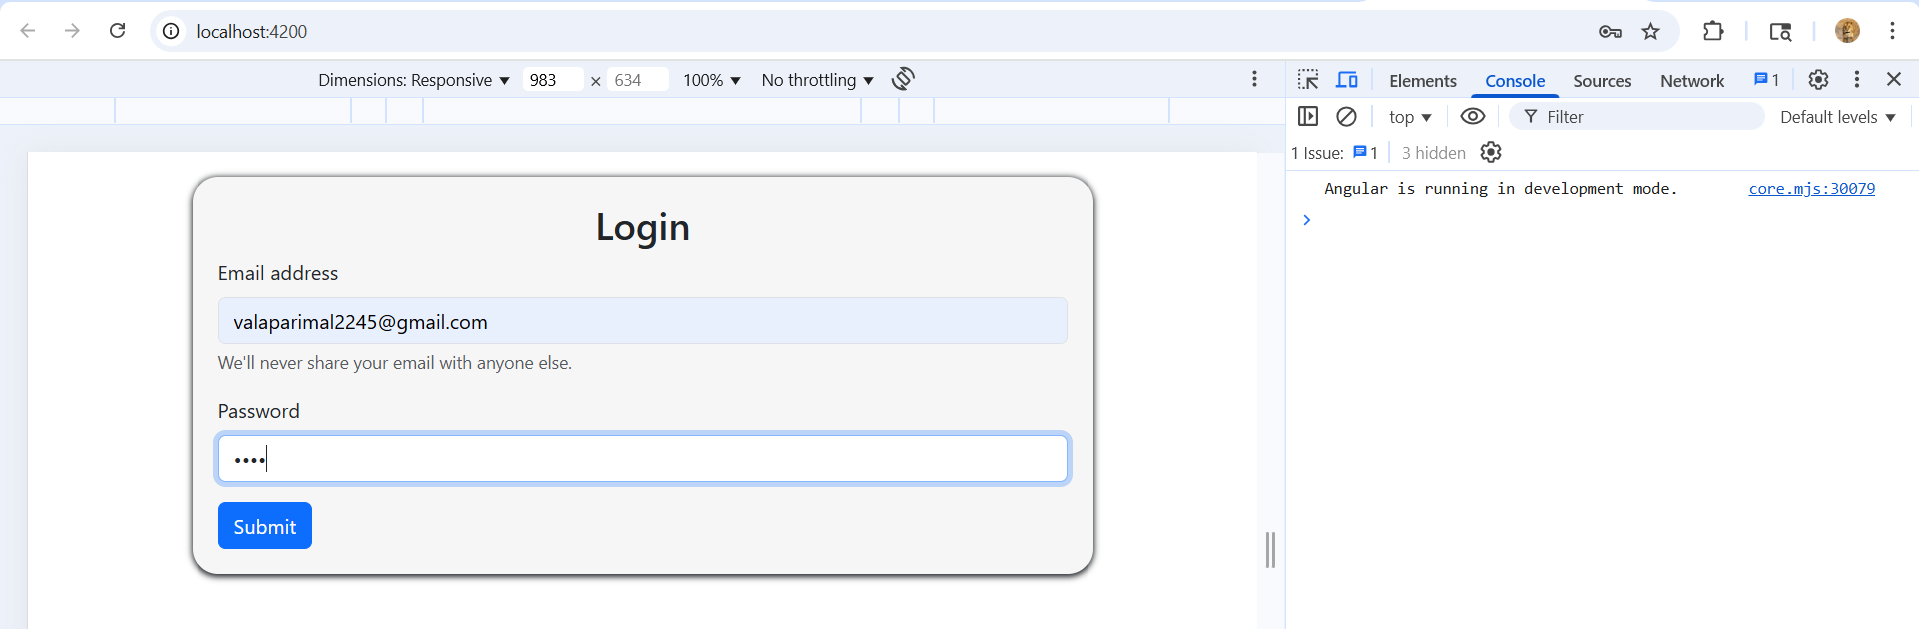 localhost:4200
Dimensions: Responsive 983 × 634 100% No throttling
Elements Console Sources Network 1
top Filter Default levels
1 Issue: 1 3 hidden
Angular is running in development mode. core.mjs:30079
Login
Email address
valaparimal2245@gmail.com
We'll never share your email with anyone else.
Password
••••
Submit